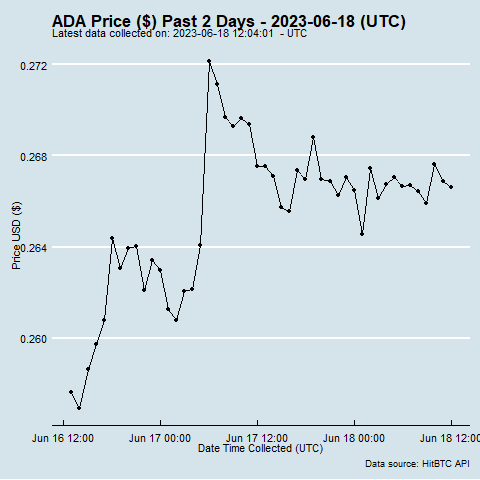 ADA Price ($) Past 2 Days - 2023-06-18 (UTC)
Latest data collected on: 2023-06-18 12:04:01 - UTC
0.272
0.268
0.264
0.260
Price USD ($)
Jun 16 12:00 Jun 17 00:00 Jun 17 12:00 Jun 18 00:00 Jun 18 12:00
Date Time Collected (UTC)
Data source: HitBTC API